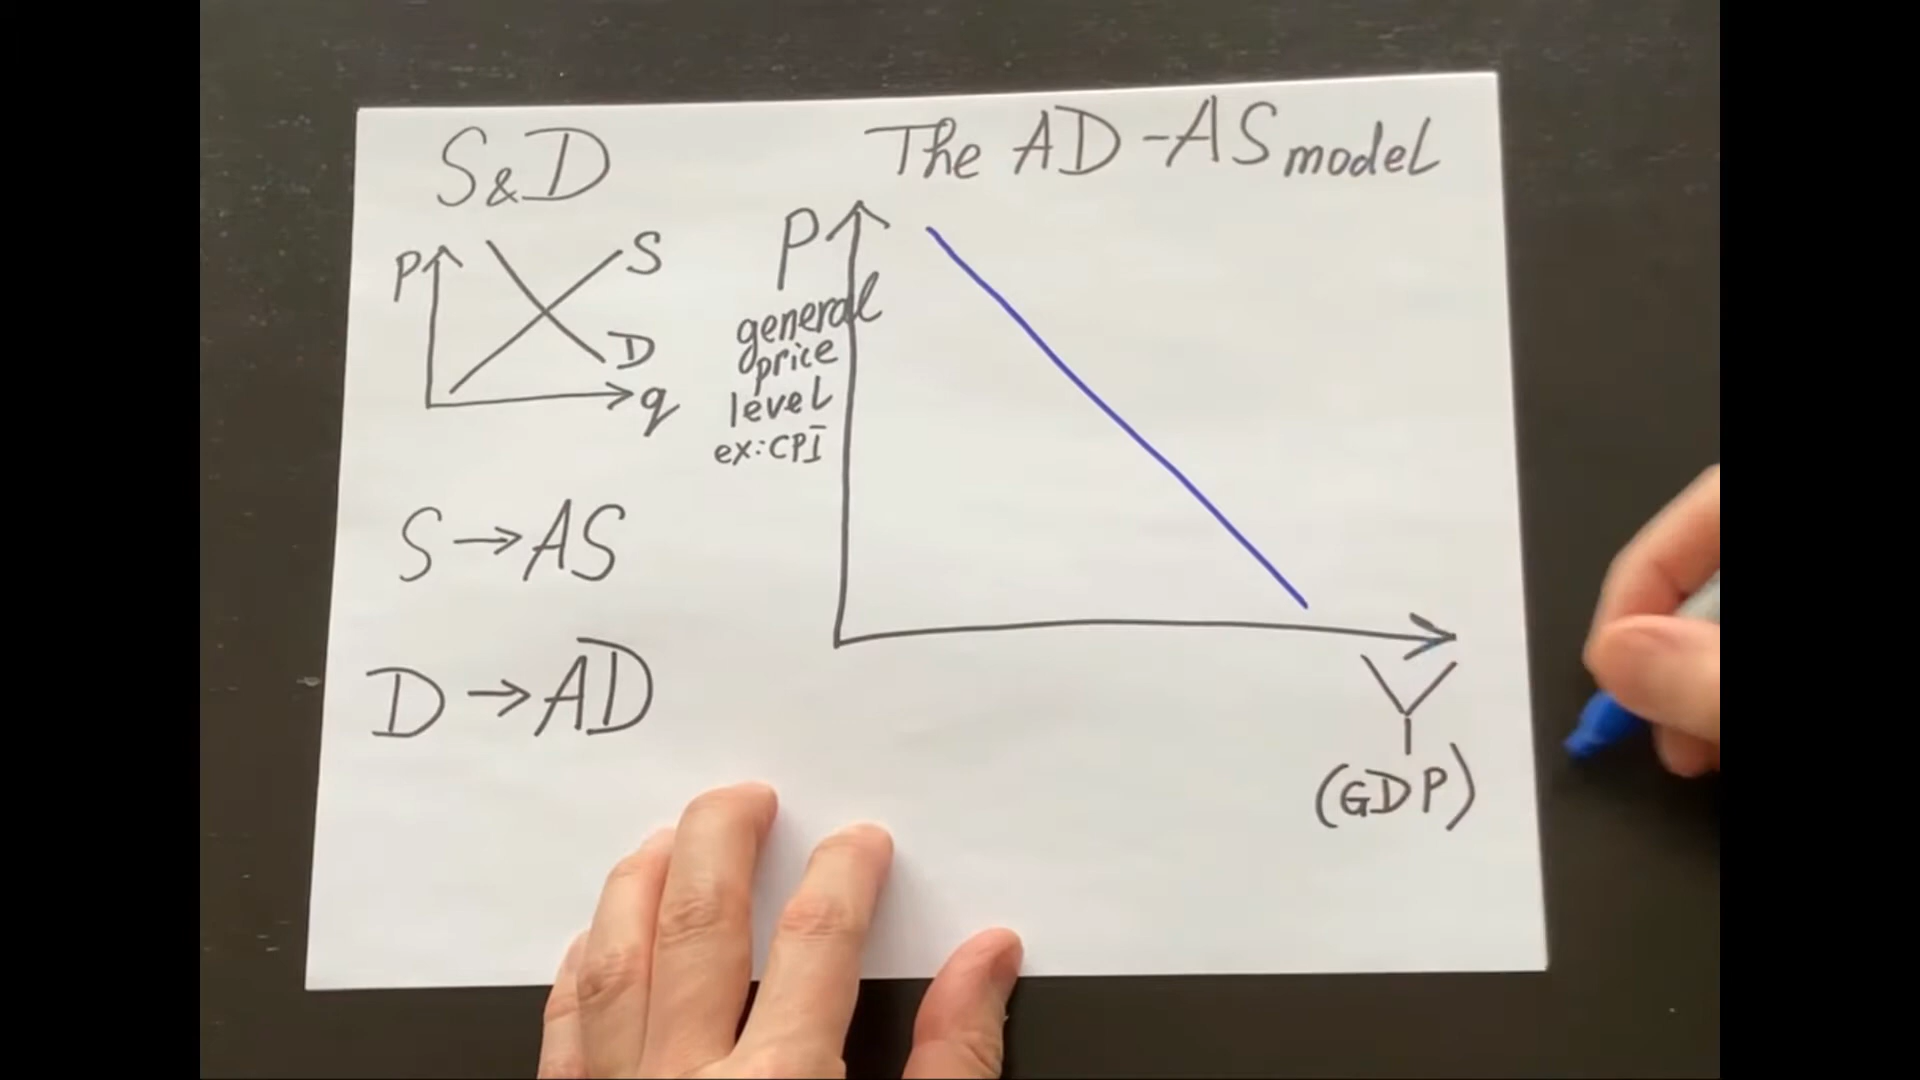 S&D
P
S
D
q
S→AS
D→AD
The AD-AS model
P
general
price
level
ex: CPI
Y
(GDP)